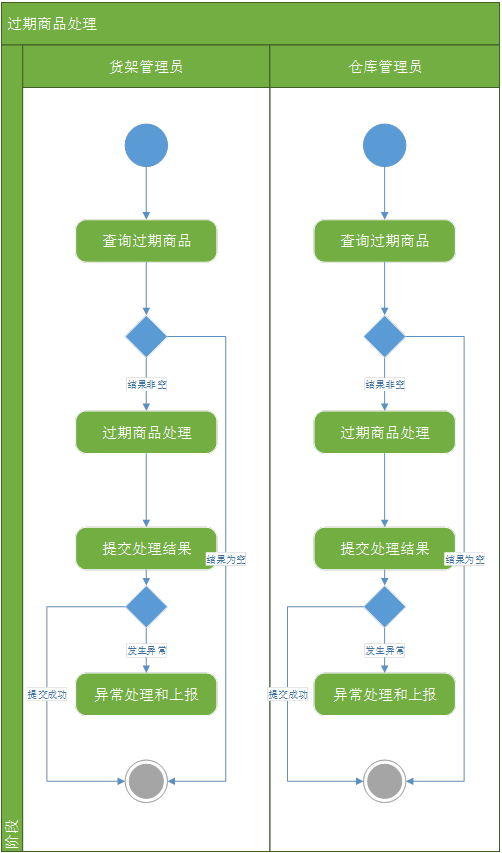 过期商品处理
货架管理员
仓库管理员
查询过期商品
查询过期商品
结果非空
结果非空
过期商品处理
过期商品处理
提交处理结果
提交处理结果
结果为空
结果为空
发生异常
发生异常
提交成功
异常处理和上报
提交成功
异常处理和上报
阶段